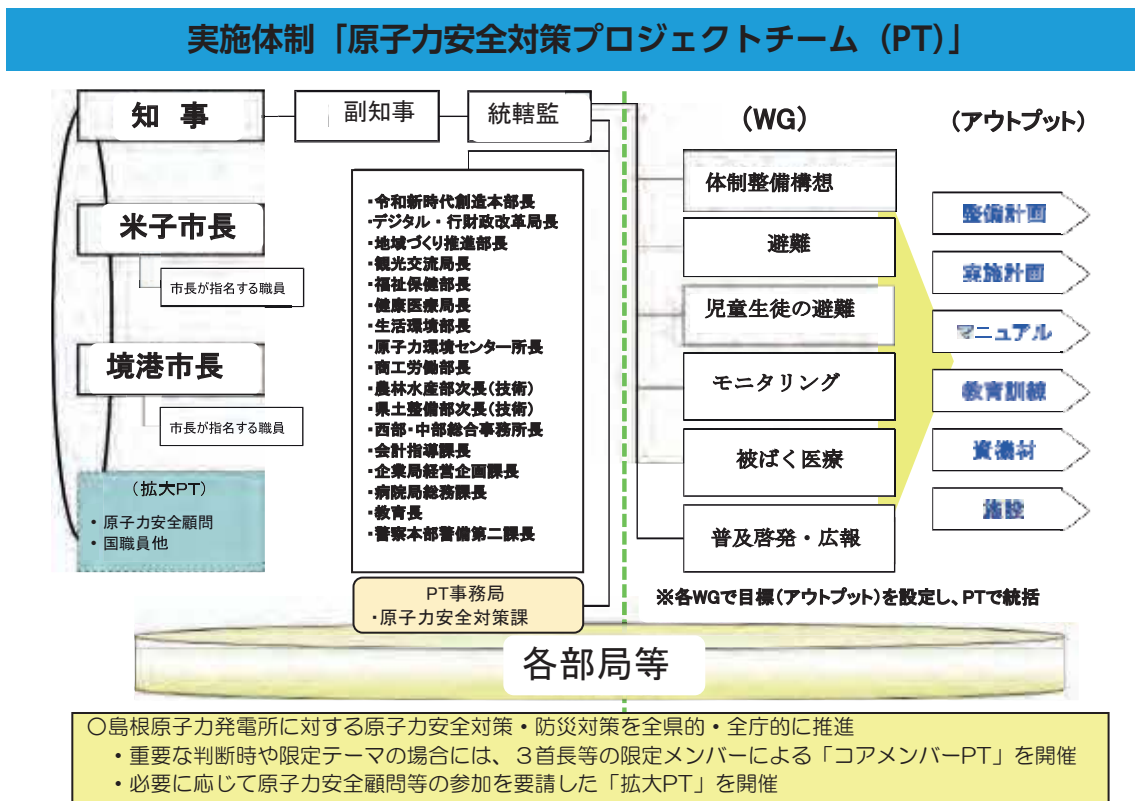 実施体制「原子力安全対策プロジェクトチーム（PT）」
知　事
副知事
統轄監
米子市長
市長が指名する職員
境港市長
市長が指名する職員
（拡大PT）
・原子力安全顧問
・国職員他
・令和新時代創造本部長
・デジタル・行財政改革局長
・地域づくり推進部長
・観光交流局長
・福祉保健部長
・健康医療局長
・生活環境部長
・原子力環境センター所長
・商工労働部長
・農林水産部次長（技術）
・県土整備部次長（技術）
・西部・中部総合事務所長
・会計指導課長
・企業局経営企画課長
・病院局総務課長
・教育長
・警察本部警備第二課長
PT事務局
・原子力安全対策課
（WG）
体制整備構想
避難
児童生徒の避難
モニタリング
被ばく医療
普及啓発・広報
（アウトプット）
整備計画
実施計画
マニュアル
教育訓練
資機材
施設
※各WGで目標（アウトプット）を設定し、PTで統括
各部局等
○島根原子力発電所に対する原子力安全対策・防災対策を全県的・全庁的に推進
・重要な判断時や限定テーマの場合には、３首長等の限定メンバーによる「コアメンバーPT」を開催
・必要に応じて原子力安全顧問等の参加を要請した「拡大PT」を開催